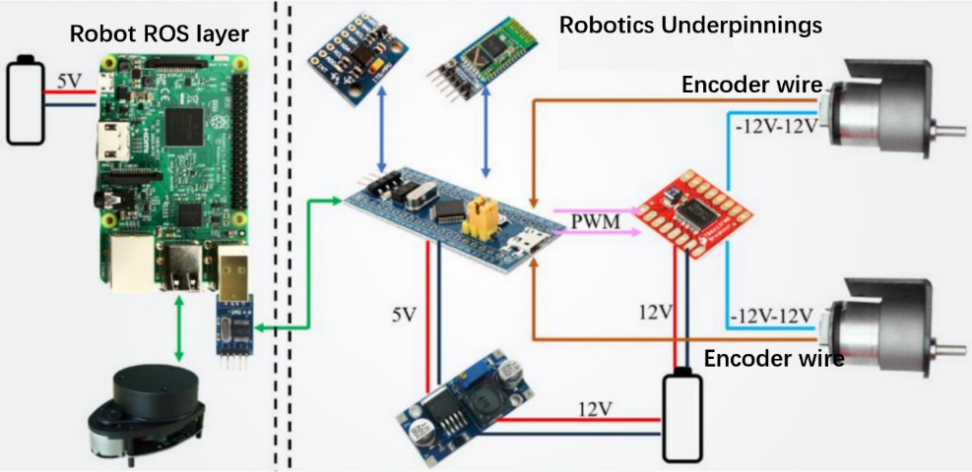 Robot ROS layer
Robotics Underpinnings
5V
Encoder wire
-12V-12V
PWM
5V
12V
-12V-12V
Encoder wire
12V